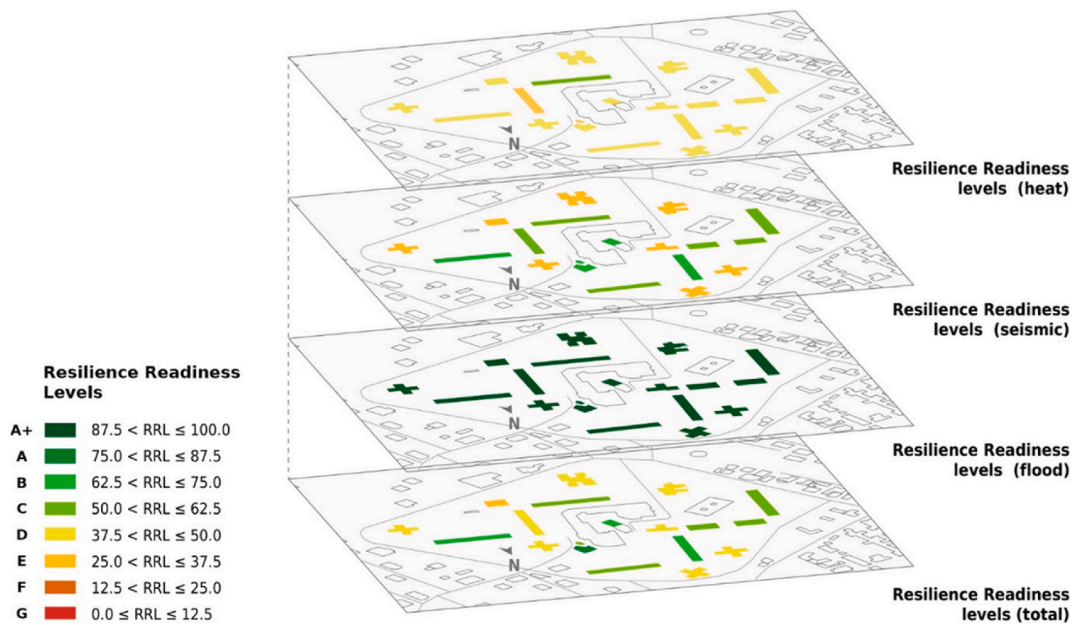 N
Resilience Readiness
levels (heat)
N
Resilience Readiness
levels (seismic)
N
Resilience Readiness
levels (flood)
N
Resilience Readiness
levels (total)
Resilience Readiness
Levels
A+ 87.5 < RRL ≤ 100.0
A 75.0 < RRL ≤ 87.5
B 62.5 < RRL ≤ 75.0
C 50.0 < RRL ≤ 62.5
D 37.5 < RRL ≤ 50.0
E 25.0 < RRL ≤ 37.5
F 12.5 < RRL ≤ 25.0
G 0.0 ≤ RRL ≤ 12.5